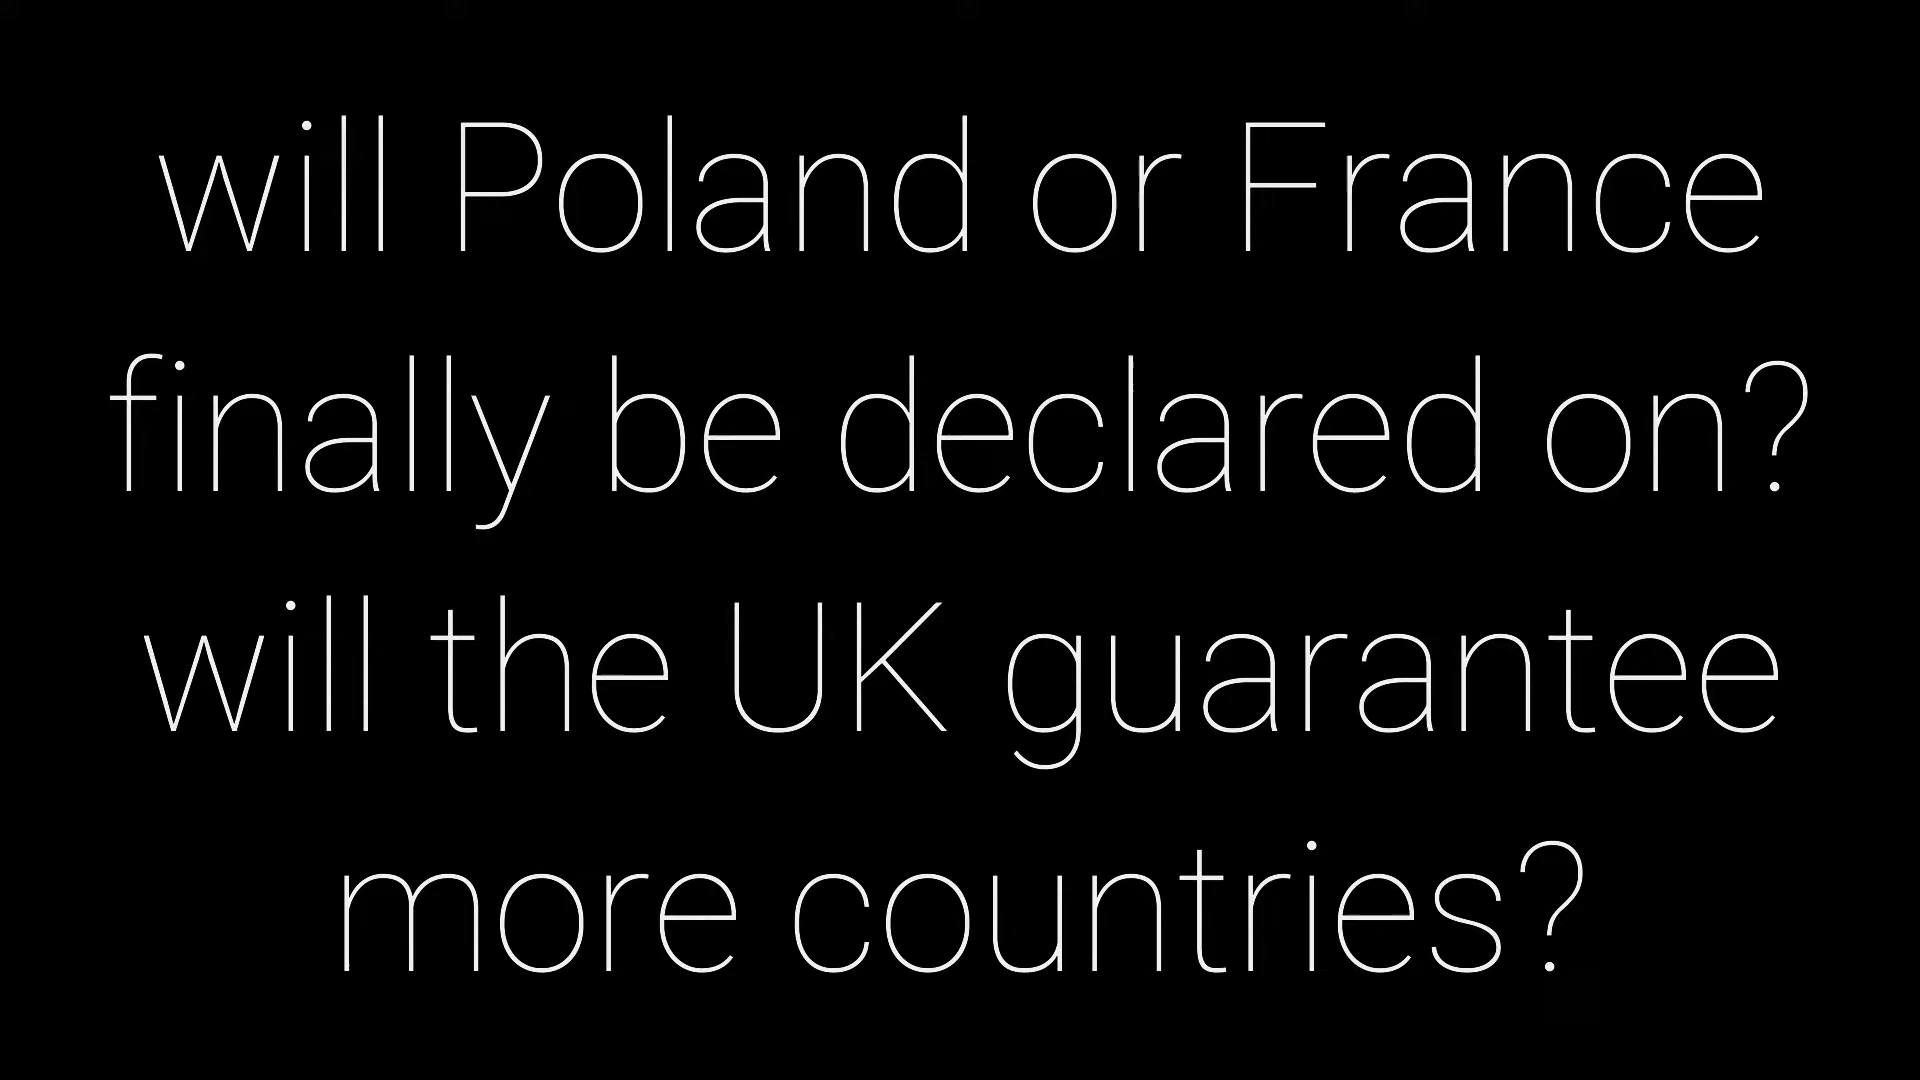 will Poland or France
finally be declared on?
will the UK guarantee
more countries?